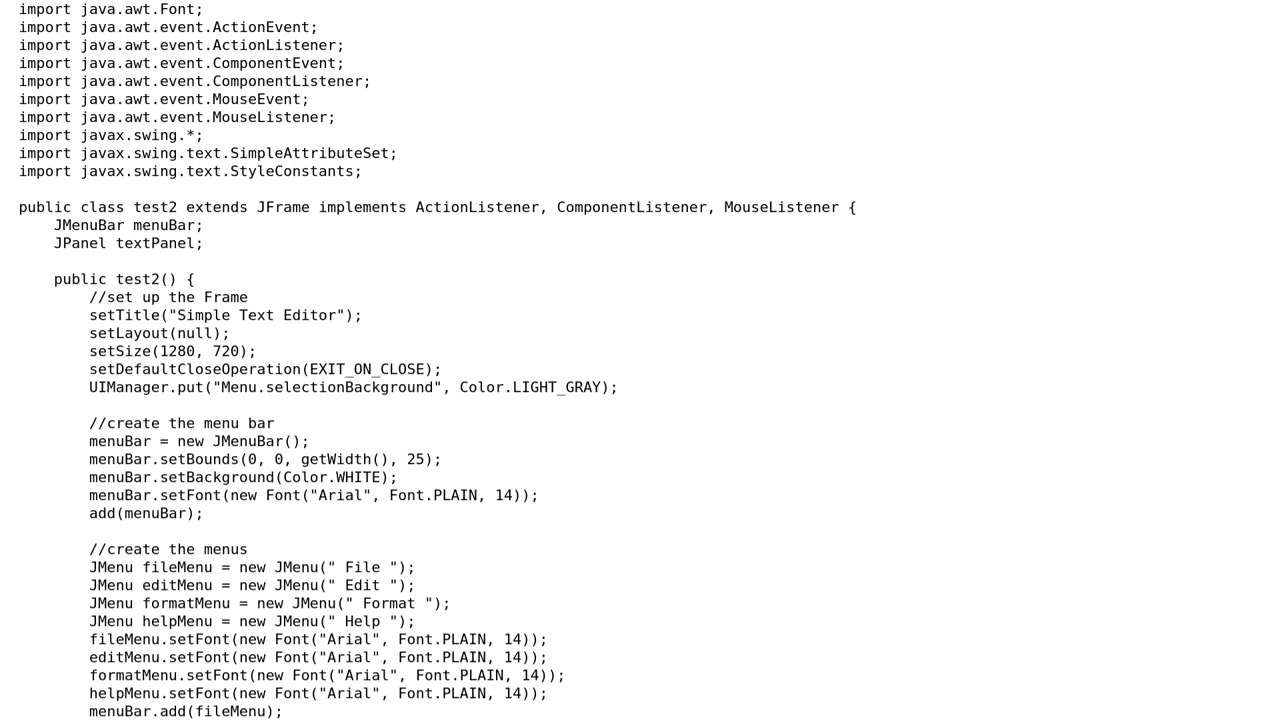 import java.awt.Font;
import java.awt.event.ActionEvent;
import java.awt.event.ActionListener;
import java.awt.event.ComponentEvent;
import java.awt.event.ComponentListener;
import java.awt.event.MouseEvent;
import java.awt.event.MouseListener;
import javax.swing.*;
import javax.swing.text.SimpleAttributeSet;
import javax.swing.text.StyleConstants;

public class test2 extends JFrame implements ActionListener, ComponentListener, MouseListener {
    JMenuBar menuBar;
    JPanel textPanel;

    public test2() {
        //set up the Frame
        setTitle("Simple Text Editor");
        setLayout(null);
        setSize(1280, 720);
        setDefaultCloseOperation(EXIT_ON_CLOSE);
        UIManager.put("Menu.selectionBackground", Color.LIGHT_GRAY);

        //create the menu bar
        menuBar = new JMenuBar();
        menuBar.setBounds(0, 0, getWidth(), 25);
        menuBar.setBackground(Color.WHITE);
        menuBar.setFont(new Font("Arial", Font.PLAIN, 14));
        add(menuBar);

        //create the menus
        JMenu fileMenu = new JMenu(" File ");
        JMenu editMenu = new JMenu(" Edit ");
        JMenu formatMenu = new JMenu(" Format ");
        JMenu helpMenu = new JMenu(" Help ");
        fileMenu.setFont(new Font("Arial", Font.PLAIN, 14));
        editMenu.setFont(new Font("Arial", Font.PLAIN, 14));
        formatMenu.setFont(new Font("Arial", Font.PLAIN, 14));
        helpMenu.setFont(new Font("Arial", Font.PLAIN, 14));
        menuBar.add(fileMenu);